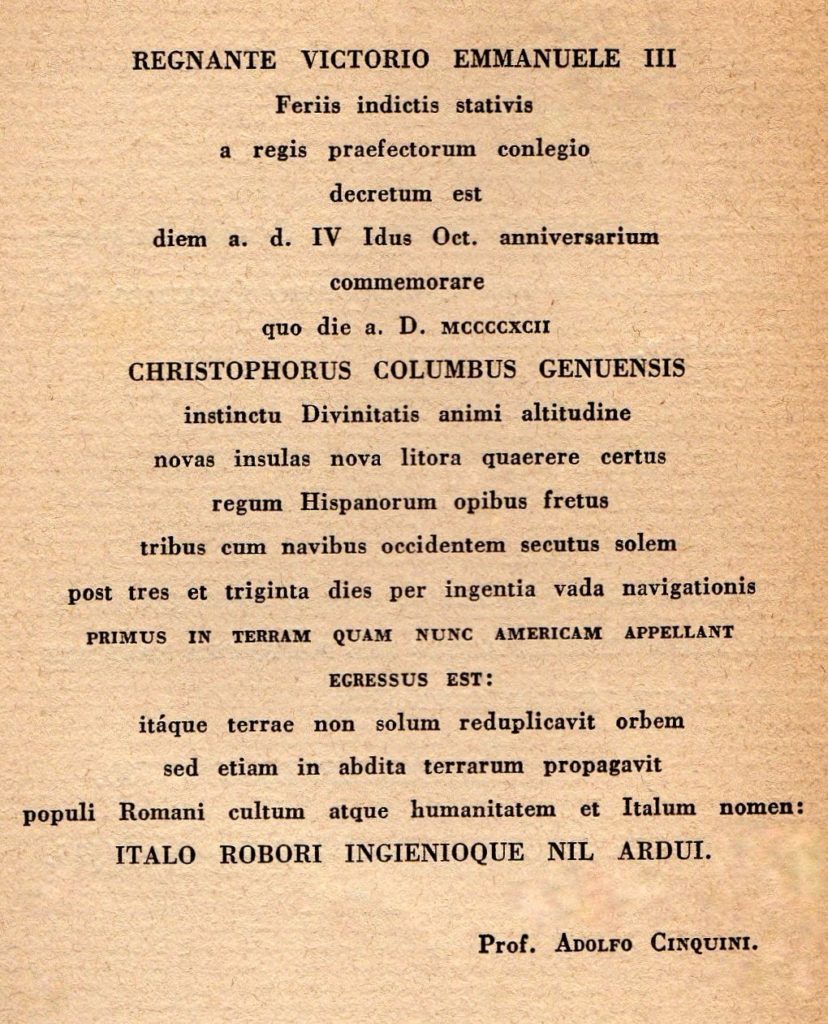 REGNANTE VICTORIO EMMANUELE III
Feriis indictis stativis
a regis praefectorum conlegio
decretum est
diem a. d. IV Idus Oct. anniversarium
commemorare
quo die a. D. MCCCCXCII
CHRISTOPHORUS COLUMBUS GENUENSIS
instinctu Divinitatis animi altitudine
novas insulas nova litora quaerere certus
regum Hispanorum opibus fretus
tribus cum navibus occidentem secutus solem
post tres et triginta dies per ingentia vada navigationis
PRIMUS IN TERRAM QUAM NUNC AMERICAM APPELLANT
EGRESSUS EST:
itáque terrae non solum reduplicavit orbem
sed etiam in abdita terrarum propagavit
populi Romani cultum atque humanitatem et Italum nomen:
ITALO ROBORI INGIENIOQUE NIL ARDUI.
Prof. ADOLFO CINQUINI.